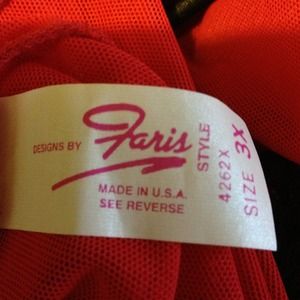 DESIGNS BY Faris
MADE IN U.S.A.
SEE REVERSE
STYLE
4262X
SIZE 3X